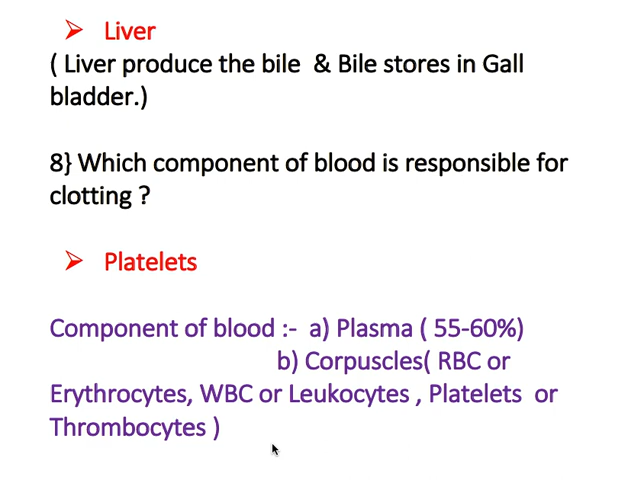 ➢ Liver
( Liver produce the bile & Bile stores in Gall
bladder.)
8} Which component of blood is responsible for
clotting ?
➢ Platelets
Component of blood :- a) Plasma ( 55-60%)
b) Corpuscles( RBC or
Erythrocytes, WBC or Leukocytes , Platelets or
Thrombocytes )